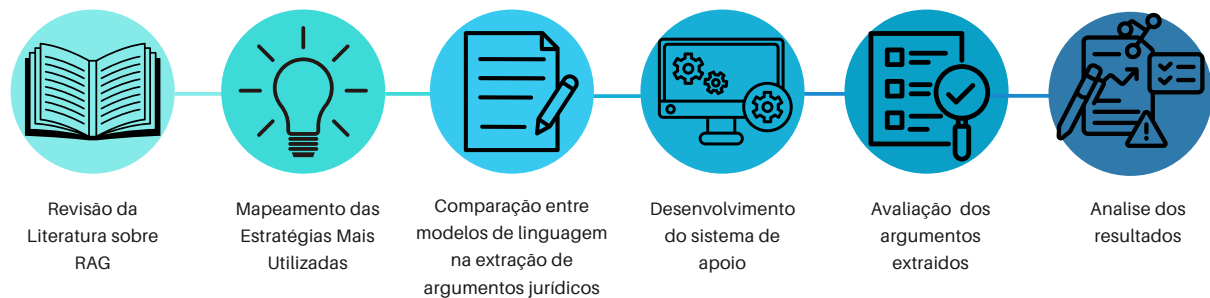 Revisão da
Literatura sobre
RAG
Mapeamento das
Estratégias Mais
Utilizadas
Comparação entre
modelos de linguagem
na extração de
argumentos jurídicos
Desenvolvimento
do sistema de
apoio
Avaliação dos
argumentos
extraidos
Analise dos
resultados